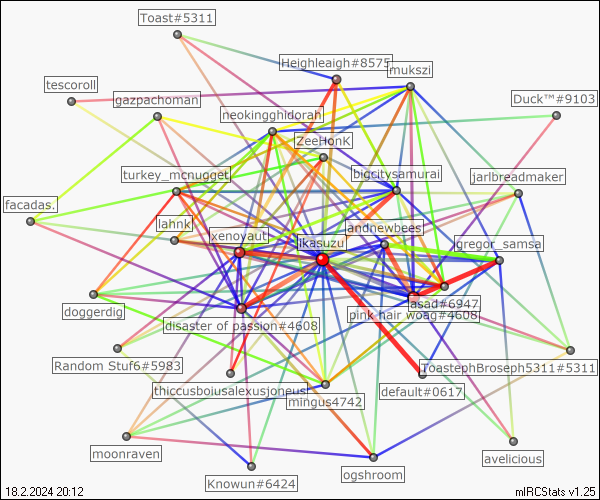 Toast#5311
Heighleaigh#8575
mukszi
tescoroll
gazpachoman
Duck™#9103
neokingghidorah
ZeeHonK
turkey_mcnugget
bigcitysamurai
jarlbreadmaker
facadas.
lahnk
andnewbees
xenoyaut
ikasuzu
gregor_samsa
doggerdig
asad#6947
pink hair woag#4608
disaster of passion#4608
Random Stuf6#5983
ToastephBroseph5311#5311
thiccusboiusalexusjoneusi
default#0617
mingus4742
moonraven
avelicious
Knowun#6424
ogshroom
18.2.2024 20:12
mIRCStats v1.25